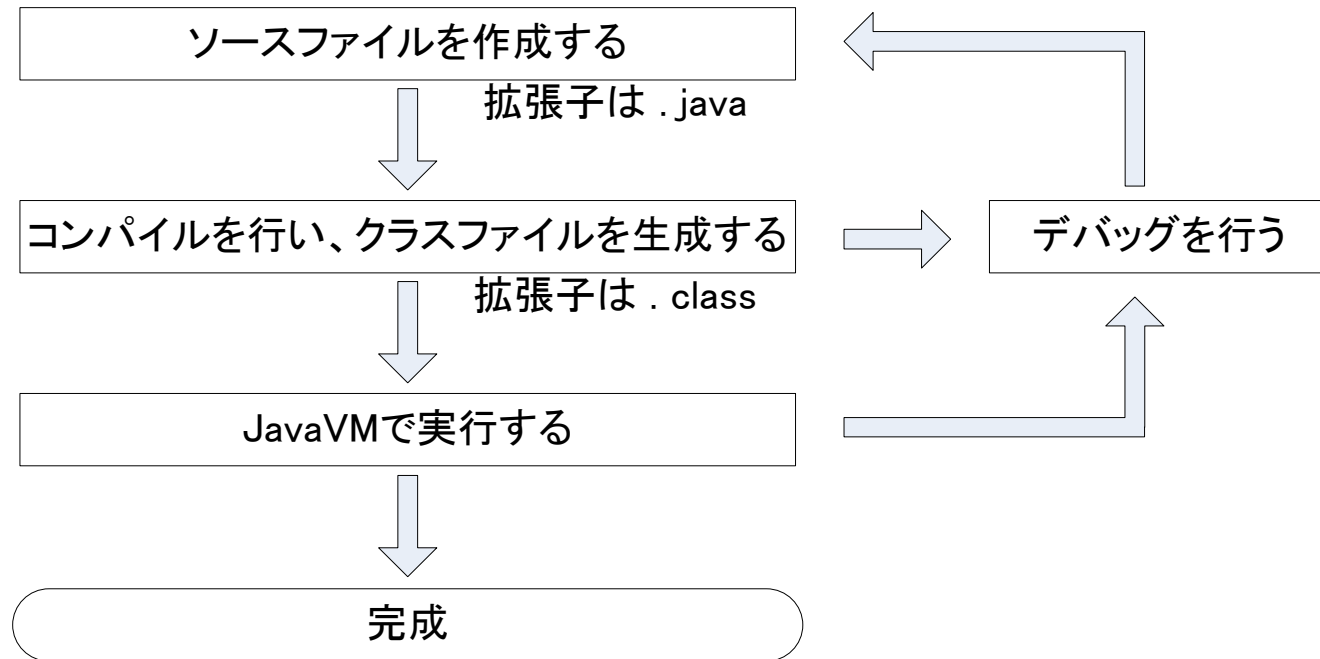 ソースファイルを作成する
拡張子は .java
コンパイルを行い、クラスファイルを生成する
デバッグを行う
拡張子は . class
JavaVMで実行する
完成